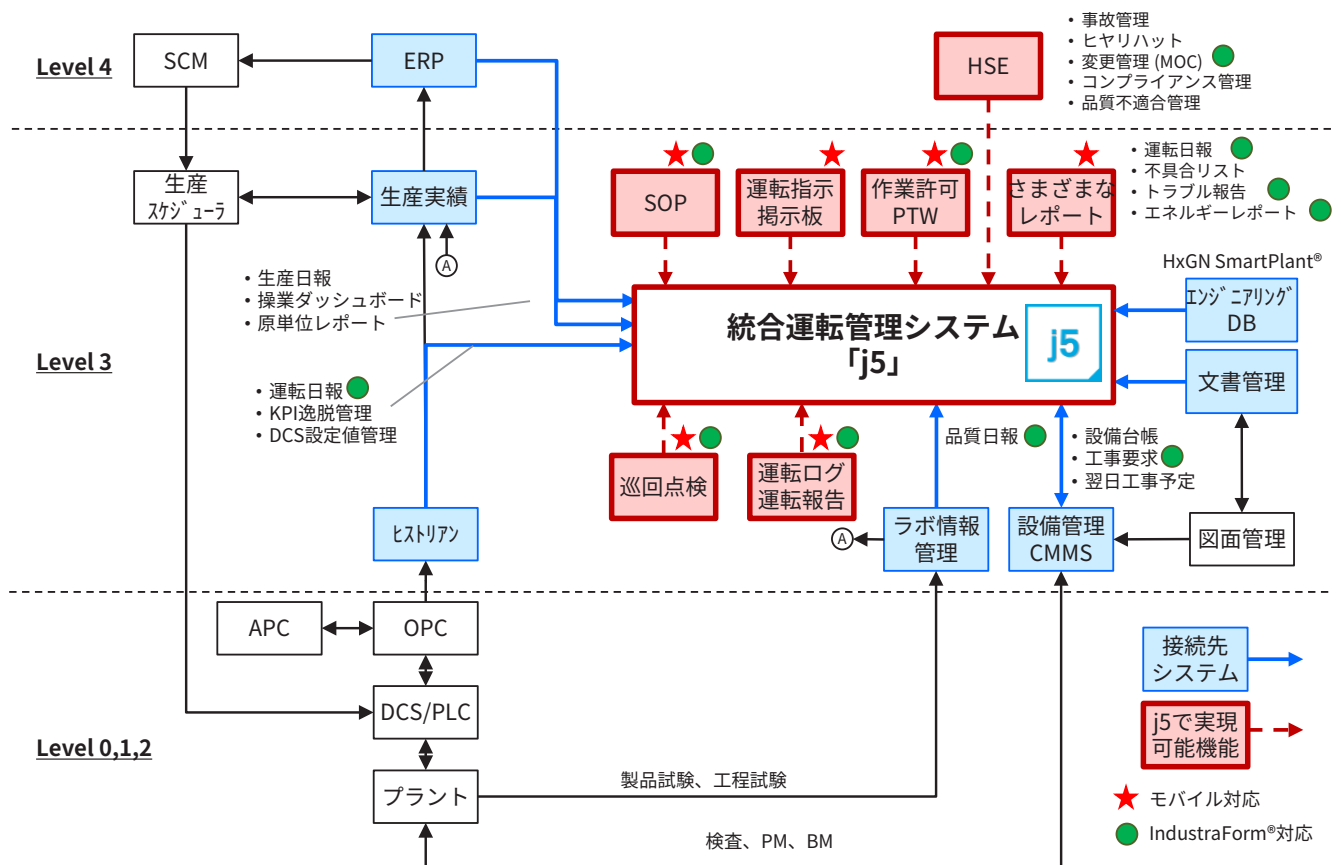 Level 4
SCM
ERP
HSE
・事故管理
・ヒヤリハット
・変更管理 (MOC)
・コンプライアンス管理
・品質不適合管理
Level 3
生産
ｽｹｼﾞｭｰﾗ
生産実績
A
SOP
運転指示
掲示板
作業許可
PTW
さまざまな
レポート
・運転日報
・不具合リスト
・トラブル報告
・エネルギーレポート
・生産日報
・操業ダッシュボード
・原単位レポート
HxGN SmartPlant®
ｴﾝｼﾞﾆｱﾘﾝｸﾞ
DB
統合運転管理システム
「j5」
j5
文書管理
・運転日報
・KPI逸脱管理
・DCS設定値管理
品質日報
・設備台帳
・工事要求
・翌日工事予定
巡回点検
運転ログ
運転報告
ﾋｽﾄﾘｱﾝ
A
ラボ情報
管理
設備管理
CMMS
図面管理
Level 0,1,2
APC
OPC
DCS/PLC
プラント
製品試験、工程試験
検査、PM、BM
接続先
システム
j5で実現
可能機能
モバイル対応
IndustraForm®対応